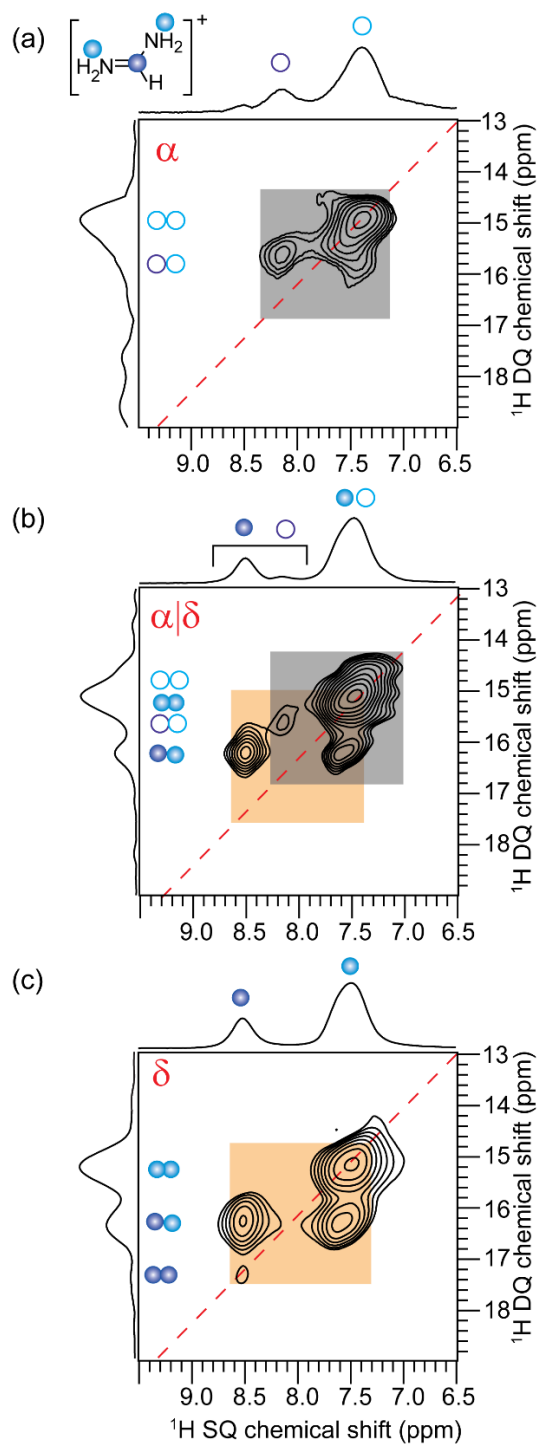 (a)
[H₂N=C(H)–NH₂]⁺
α
13
14
15
16
17
18
¹H DQ chemical shift (ppm)
9.0 8.5 8.0 7.5 7.0 6.5
(b)
α|δ
13
14
15
16
17
18
¹H DQ chemical shift (ppm)
9.0 8.5 8.0 7.5 7.0 6.5
(c)
δ
13
14
15
16
17
18
¹H DQ chemical shift (ppm)
9.0 8.5 8.0 7.5 7.0 6.5
¹H SQ chemical shift (ppm)